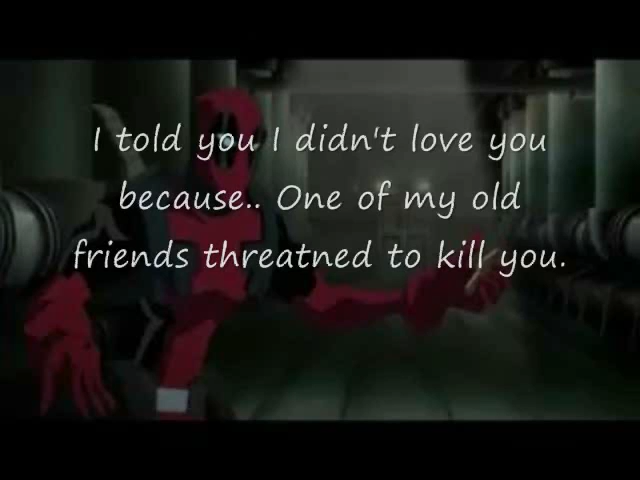 I told you I didn't love you
because.. One of my old
friends threatned to kill you.